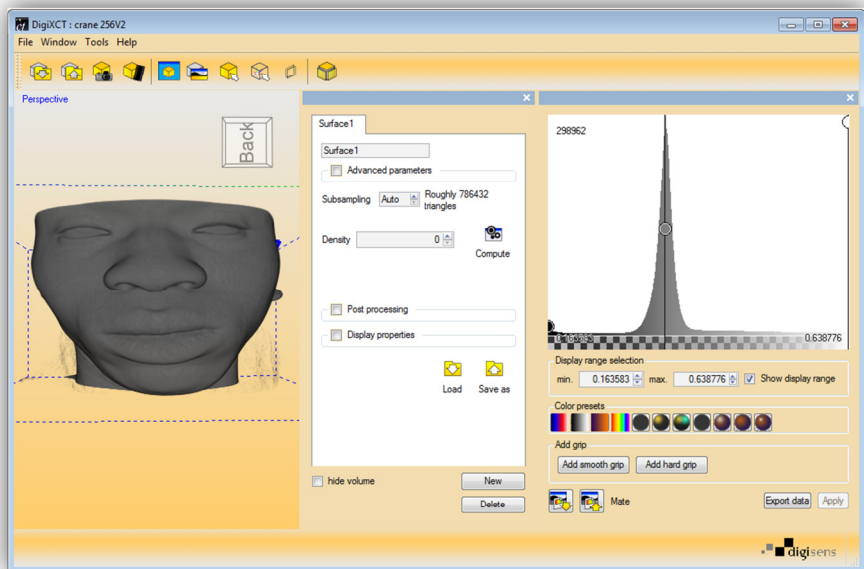 DigiXCT : crane 256V2
File Window Tools Help
Perspective
Back
Surface1
Surface1
Advanced parameters
Subsampling Auto Roughly 786432 triangles
Density 0
Compute
Post processing
Display properties
Load Save as
hide volume New
Delete
298962
0.163583 0.638776
Display range selection
min. 0.163583 max. 0.638776 Show display range
Color presets
Add grip
Add smooth grip Add hard grip
Mate Export data Apply
digisens